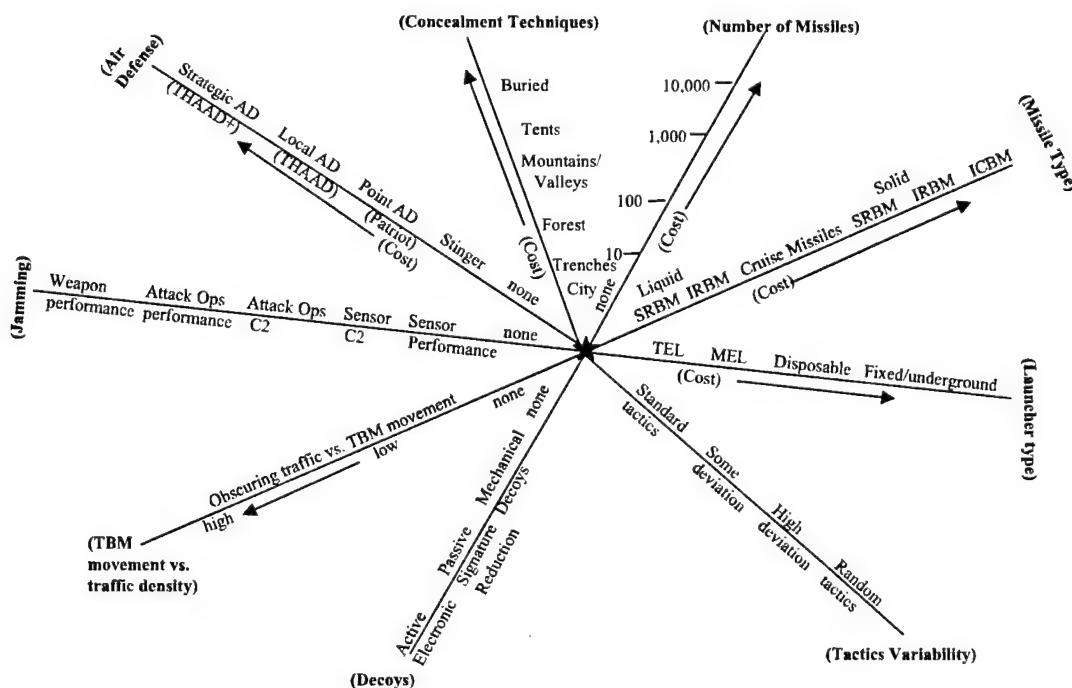 (Concealment Techniques)
(Number of Missiles)
(Air
Defense)
Strategic AD
(THAAD+)
Local AD
(THAAD)
Point AD
(Patriot)
(Cost)
Stinger
none
Buried
Tents
Mountains/
Valleys
Forest
(Cost)
Trenches
City
10,000
1,000
100
10
none
(Cost)
(Missile Type)
Liquid
SRBM IRBM Cruise Missiles
Solid
SRBM IRBM ICBM
(Cost)
(Jamming)
Weapon
performance
Attack Ops
performance
Attack Ops
C2
Sensor
C2
Sensor
Performance
none
TEL MEL Disposable Fixed/underground
(Cost)
(Launcher type)
Standard
tactics
Some
deviation
High
deviation
Random
tactics
(Tactics Variability)
none
Mechanical
Decoys
Passive
Signature
Reduction
Active
Electronic
(Decoys)
none
Obscuring traffic vs. TBM movement
low
high
(TBM
movement vs.
traffic density)